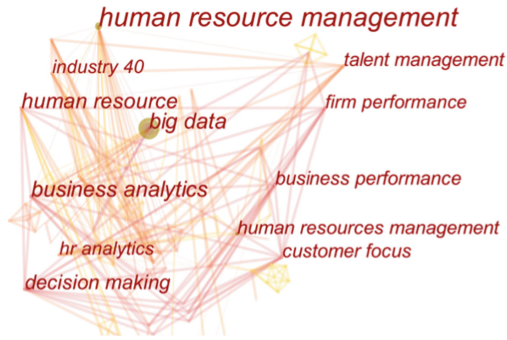 human resource management
talent management
industry 40
human resource
firm performance
big data
business performance
business analytics
human resources management
hr analytics
customer focus
decision making